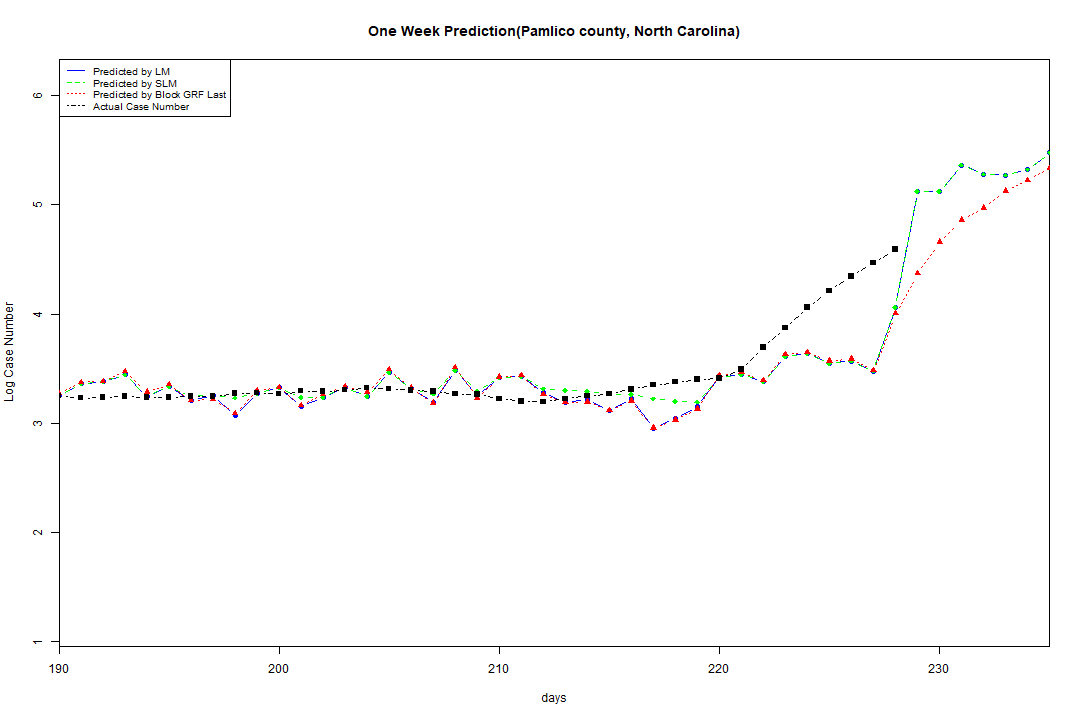 One Week Prediction(Pamlico county, North Carolina)
Predicted by LM
Predicted by SLM
Predicted by Block GRF Last
Actual Case Number
6
5
4
3
2
1
Log Case Number
190 200 210 220 230
days